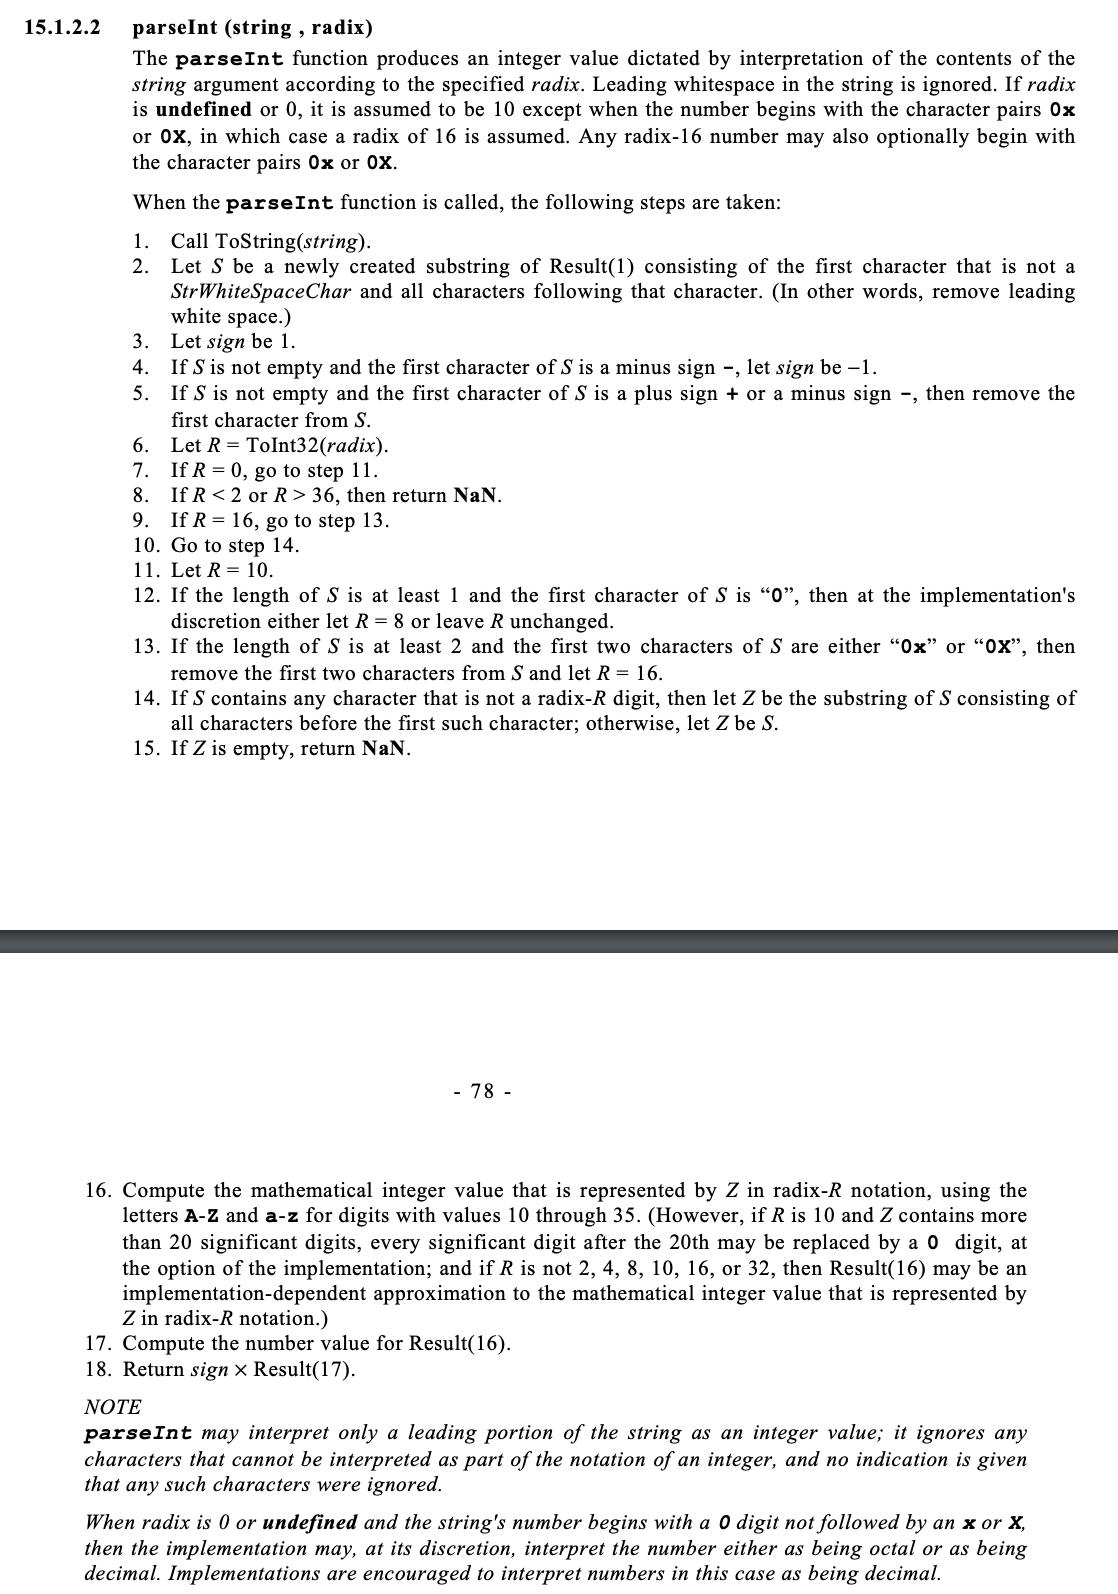 15.1.2.2 parseInt (string , radix)
The parseInt function produces an integer value dictated by interpretation of the contents of the
string argument according to the specified radix. Leading whitespace in the string is ignored. If radix
is undefined or 0, it is assumed to be 10 except when the number begins with the character pairs 0x
or 0X, in which case a radix of 16 is assumed. Any radix-16 number may also optionally begin with
the character pairs 0x or 0X.
When the parseInt function is called, the following steps are taken:
1. Call ToString(string).
2. Let S be a newly created substring of Result(1) consisting of the first character that is not a
StrWhiteSpaceChar and all characters following that character. (In other words, remove leading
white space.)
3. Let sign be 1.
4. If S is not empty and the first character of S is a minus sign -, let sign be −1.
5. If S is not empty and the first character of S is a plus sign + or a minus sign -, then remove the
first character from S.
6. Let R = ToInt32(radix).
7. If R = 0, go to step 11.
8. If R < 2 or R > 36, then return NaN.
9. If R = 16, go to step 13.
10. Go to step 14.
11. Let R = 10.
12. If the length of S is at least 1 and the first character of S is “0”, then at the implementation's
discretion either let R = 8 or leave R unchanged.
13. If the length of S is at least 2 and the first two characters of S are either “0x” or “0X”, then
remove the first two characters from S and let R = 16.
14. If S contains any character that is not a radix-R digit, then let Z be the substring of S consisting of
all characters before the first such character; otherwise, let Z be S.
15. If Z is empty, return NaN.
- 78 -
16. Compute the mathematical integer value that is represented by Z in radix-R notation, using the
letters A-Z and a-z for digits with values 10 through 35. (However, if R is 10 and Z contains more
than 20 significant digits, every significant digit after the 20th may be replaced by a 0 digit, at
the option of the implementation; and if R is not 2, 4, 8, 10, 16, or 32, then Result(16) may be an
implementation-dependent approximation to the mathematical integer value that is represented by
Z in radix-R notation.)
17. Compute the number value for Result(16).
18. Return sign × Result(17).
NOTE
parseInt may interpret only a leading portion of the string as an integer value; it ignores any
characters that cannot be interpreted as part of the notation of an integer, and no indication is given
that any such characters were ignored.
When radix is 0 or undefined and the string's number begins with a 0 digit not followed by an x or X,
then the implementation may, at its discretion, interpret the number either as being octal or as being
decimal. Implementations are encouraged to interpret numbers in this case as being decimal.